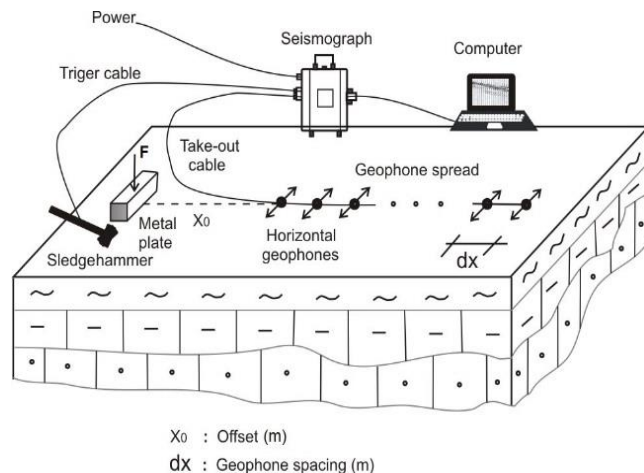 Power
Seismograph
Computer
Triger cable
Take-out
cable
F
Geophone spread
X₀
Metal
plate
Horizontal
geophones
dx
Sledgehammer
X₀ : Offset (m)
dx : Geophone spacing (m)